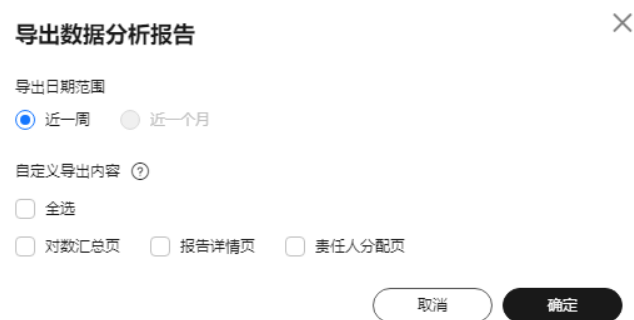 导出数据分析报告
导出日期范围
近一周 近一个月
自定义导出内容 ?
全选
对数汇总页 报告详情页 责任人分配页
取消 确定